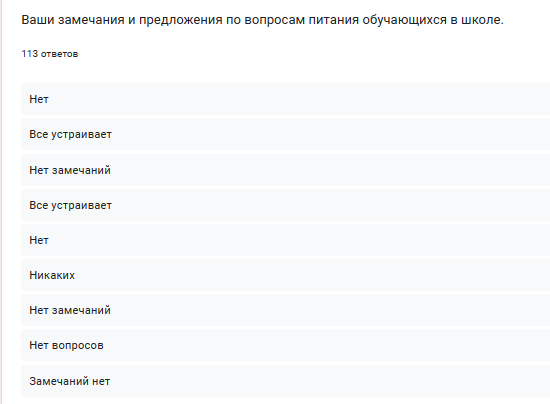 Ваши замечания и предложения по вопросам питания обучающихся в школе.
113 ответов
Нет
Все устраивает
Нет замечаний
Все устраивает
Нет
Никаких
Нет замечаний
Нет вопросов
Замечаний нет